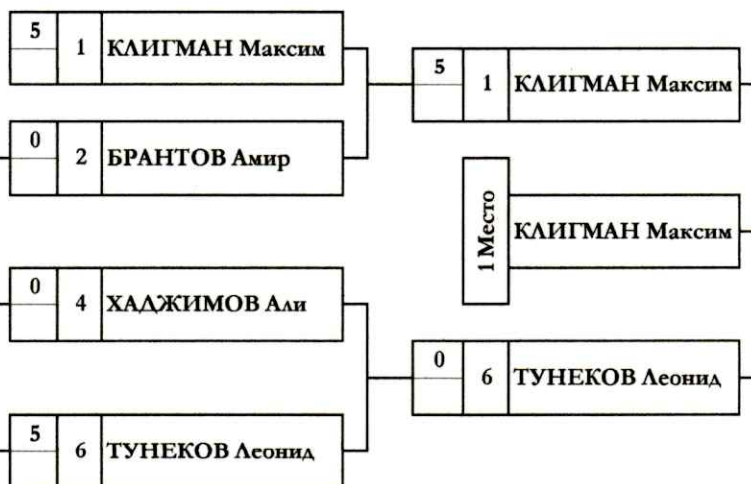 5
1 КЛИГМАН Максим
0
2 БРАНТОВ Амир
0
4 ХАДЖИМОВ Али
5
6 ТУНЕКОВ Леонид
5
1 КЛИГМАН Максим
1 Место
КЛИГМАН Максим
0
6 ТУНЕКОВ Леонид